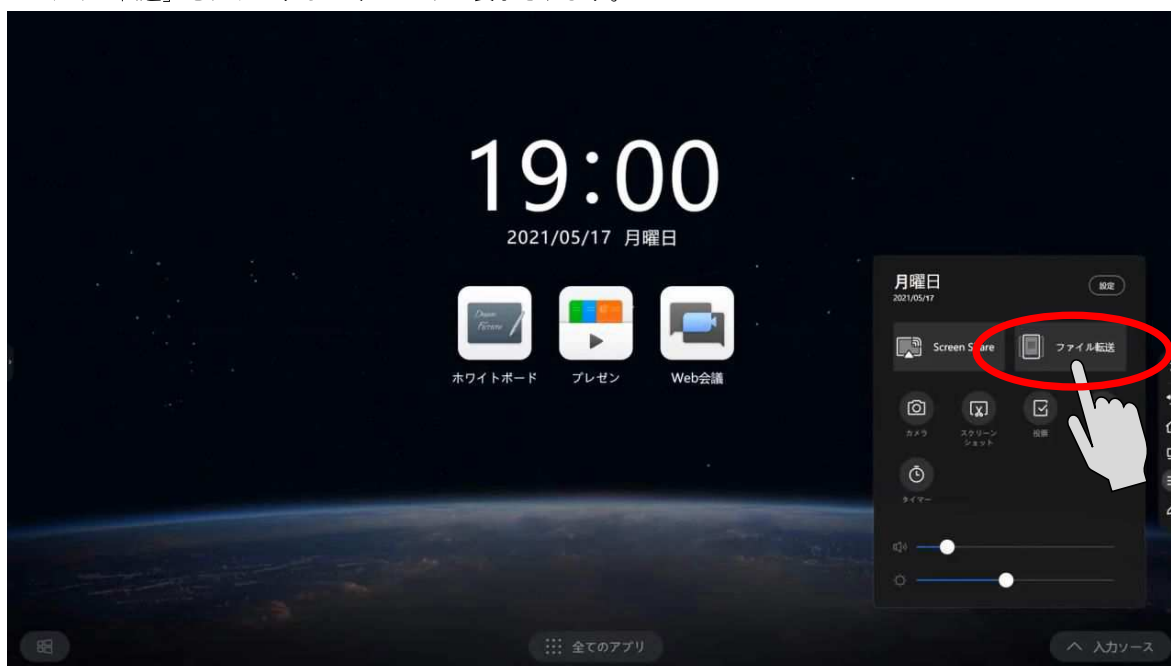 19:00
2021/05/17 月曜日
ホワイトボード
プレゼン
Web会議
月曜日
2021/05/17
設定
Screen Share
ファイル転送
カメラ
スクリーン
ショット
投票
タイマー
全てのアプリ
入力ソース